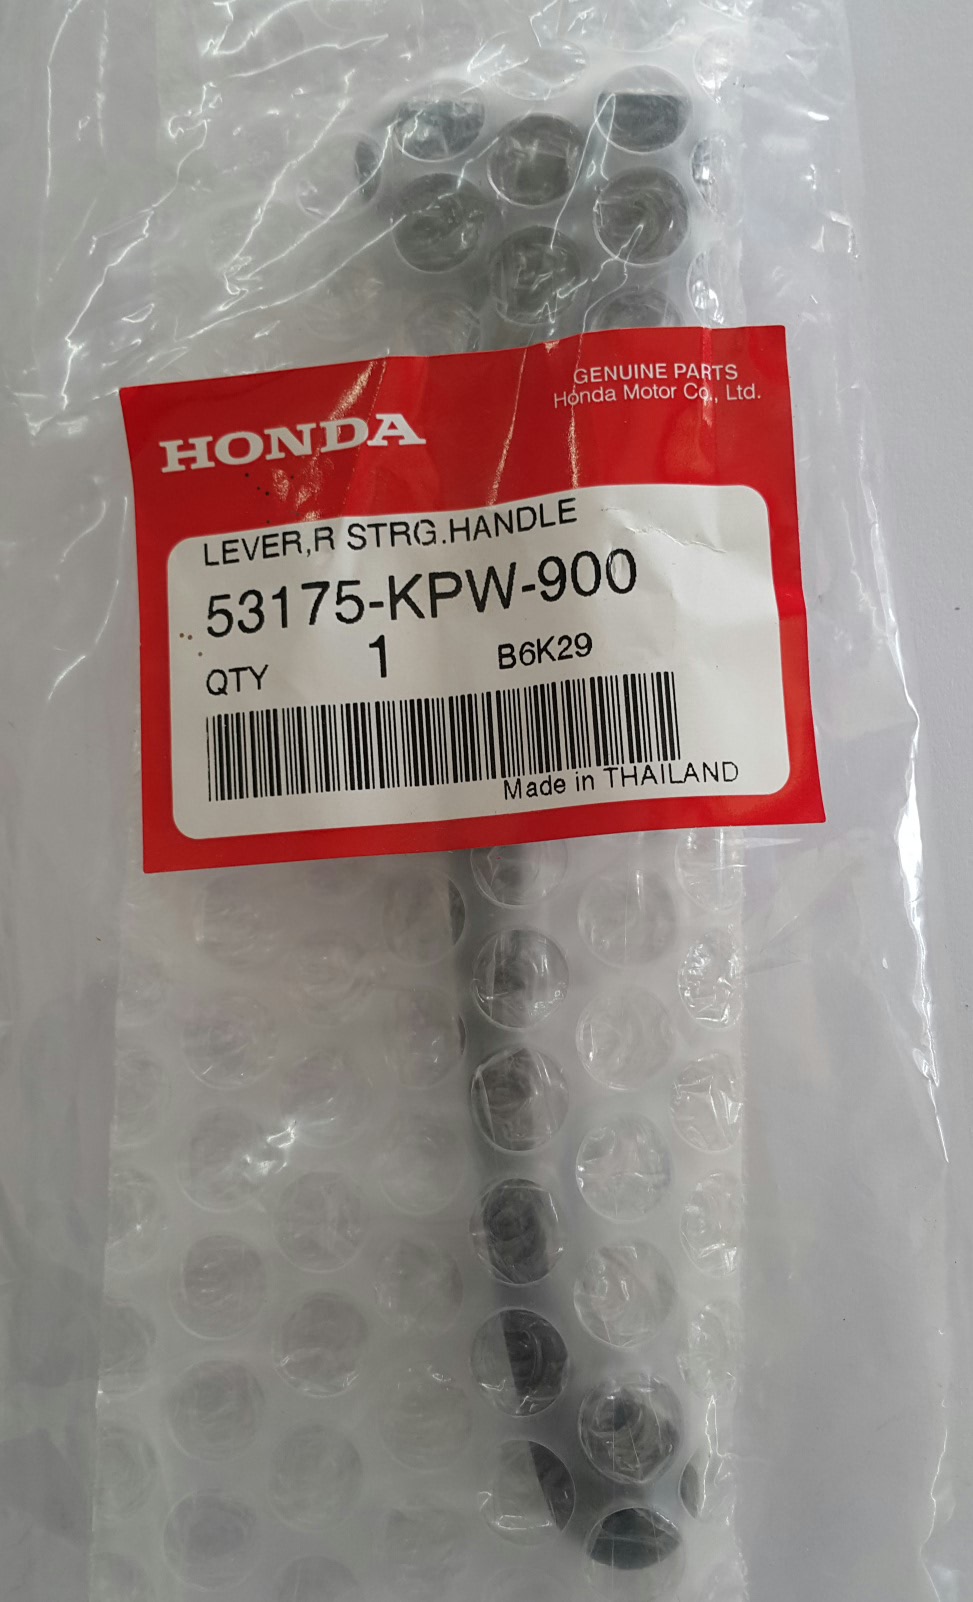 GENUINE PARTS
Honda Motor Co., Ltd.
HONDA
LEVER,R STRG.HANDLE
53175-KPW-900
QTY 1 B6K29
Made in THAILAND